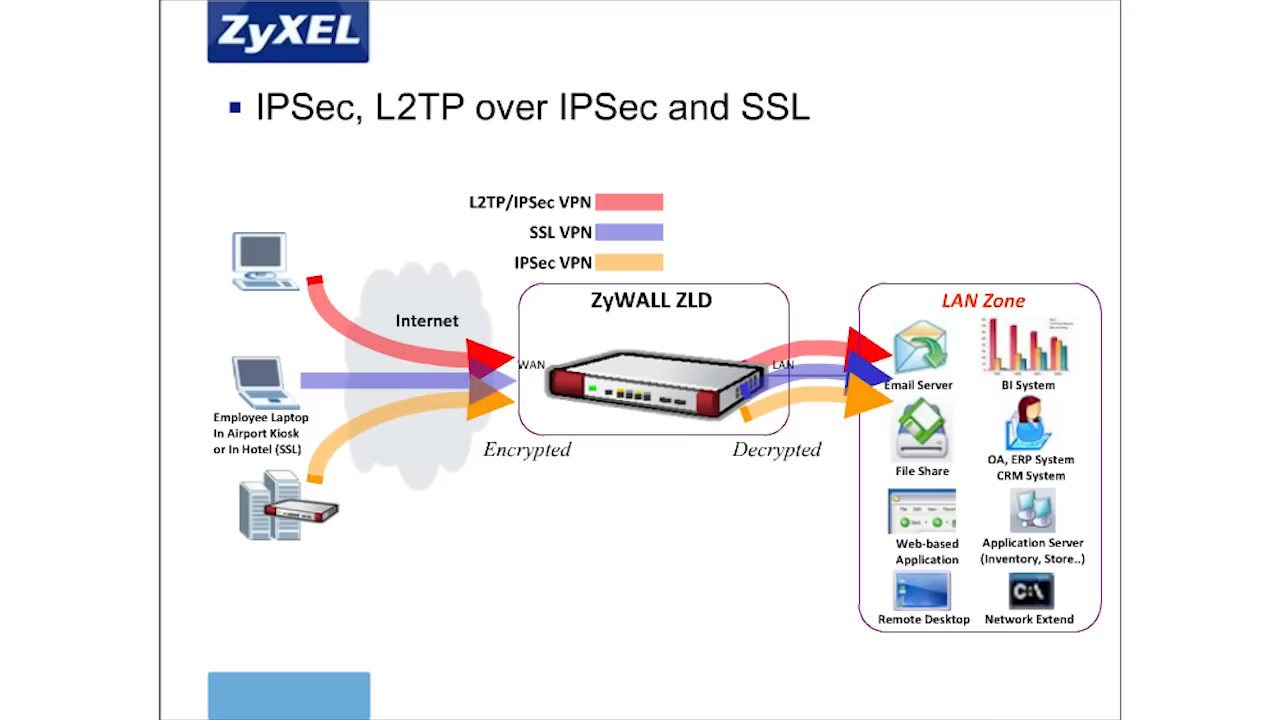 ZyXEL
IPSec, L2TP over IPSec and SSL
L2TP/IPSec VPN
SSL VPN
IPSec VPN
ZyWALL ZLD
LAN Zone
Internet
WAN
LAN
Email Server
BI System
Employee Laptop
In Airport Kiosk
or In Hotel (SSL)
Encrypted
Decrypted
File Share
OA, ERP System
CRM System
Web-based
Application
Application Server
(Inventory, Store..)
C:\
Remote Desktop
Network Extend